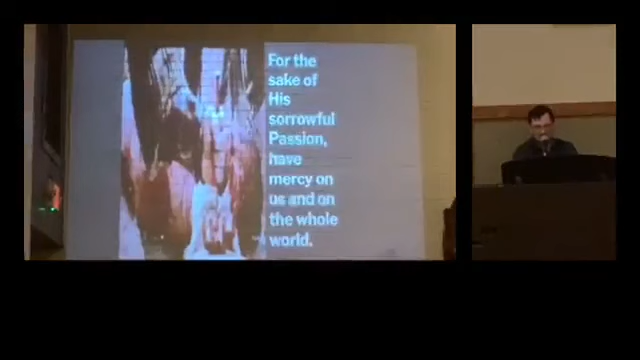 For the
sake of
His
sorrowful
Passion,
have
mercy on
us and on
the whole
world.